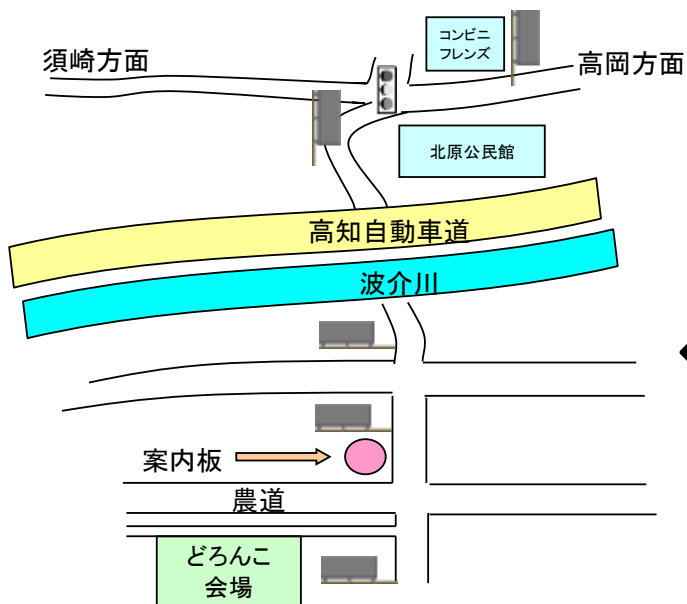 コンビニ
フレンズ
須崎方面
高岡方面
北原公民館
高知自動車道
波介川
案内板
農道
どろんこ
会場